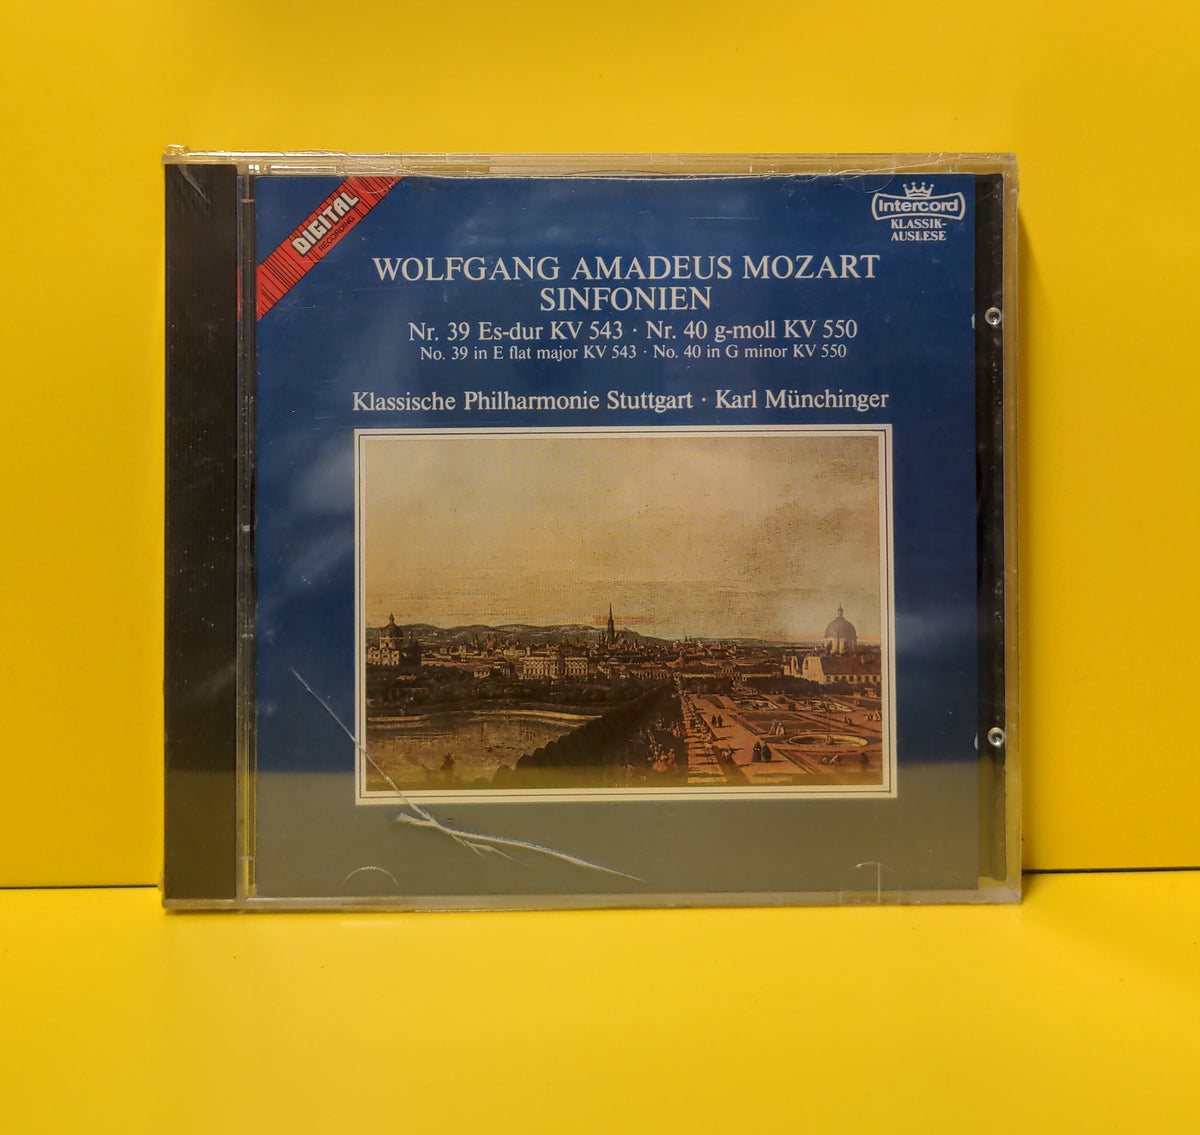 DIGITAL
RECORDING
Intercord
KLASSIK-
AUSLESE
WOLFGANG AMADEUS MOZART
SINFONIEN
Nr. 39 Es-dur KV 543 · Nr. 40 g-moll KV 550
No. 39 in E flat major KV 543 · No. 40 in G minor KV 550
Klassische Philharmonie Stuttgart · Karl Münchinger